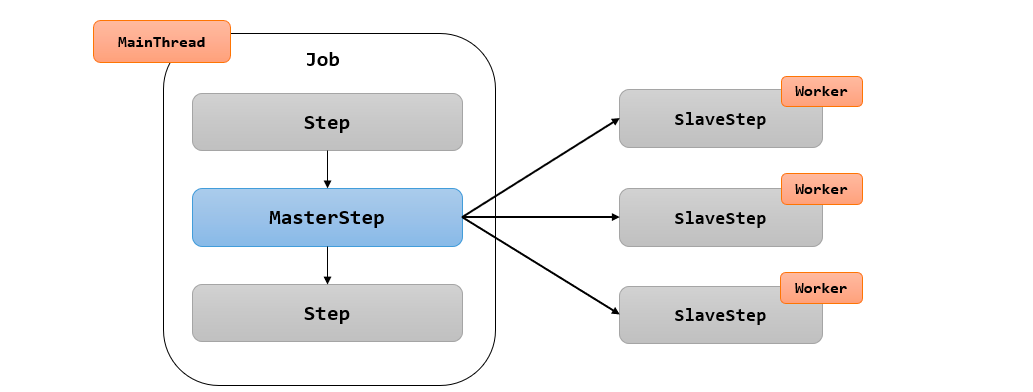 MainThread
Job
Step
MasterStep
Step
Worker
SlaveStep
Worker
SlaveStep
Worker
SlaveStep